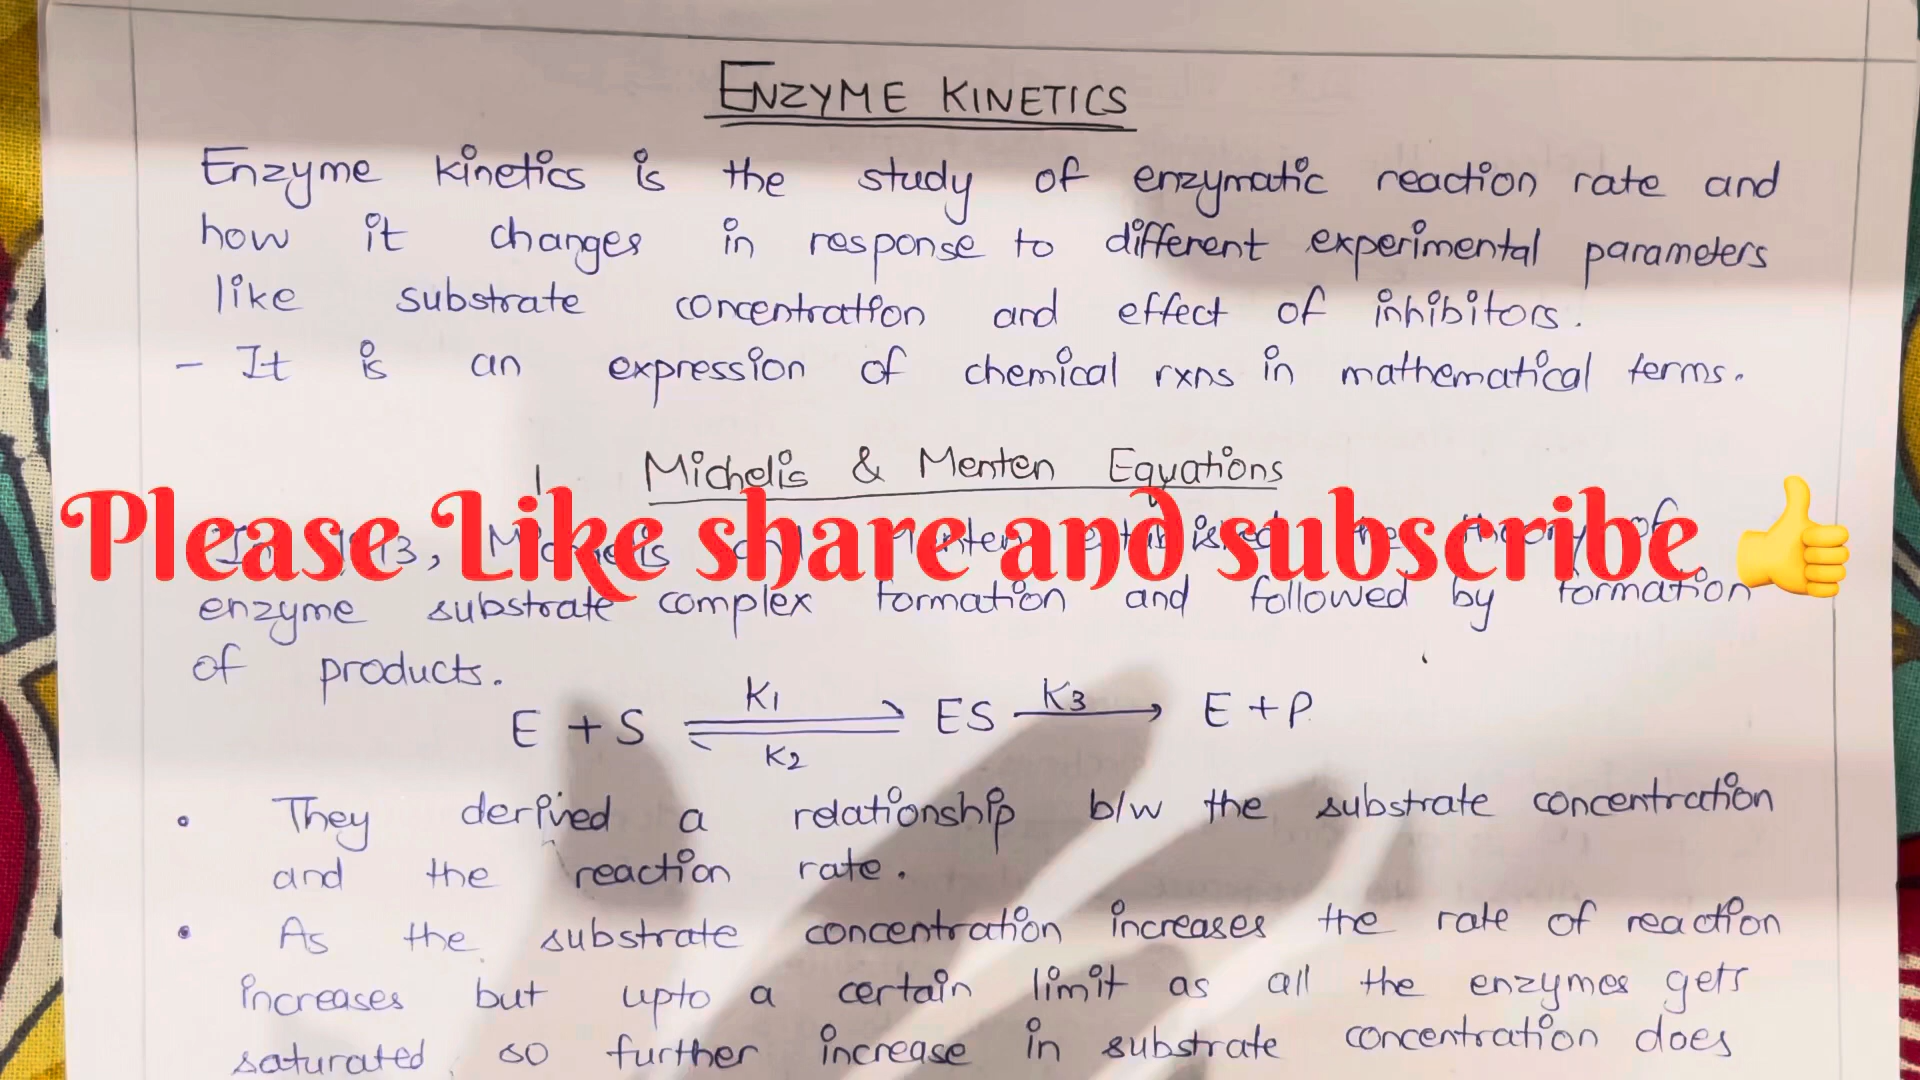 ENZYME KINETICS
Enzyme kinetics is the study of enzymatic reaction rate and
how it changes in response to different experimental parameters
like substrate concentration and effect of inhibitors.
- It is an expression of chemical rxns in mathematical terms.
Michelis & Menten Equations
Please Like share and subscribe 👍
enzyme substrate complex formation and followed by formation
of products.
E + S ⇌ ES → E + P
K1 K3
K2
• They derived a relationship b/w the substrate concentration
and the reaction rate.
• As the substrate concentration increases the rate of reaction
increases but upto a certain limit as all the enzymes gets
saturated so further increase in substrate concentration does